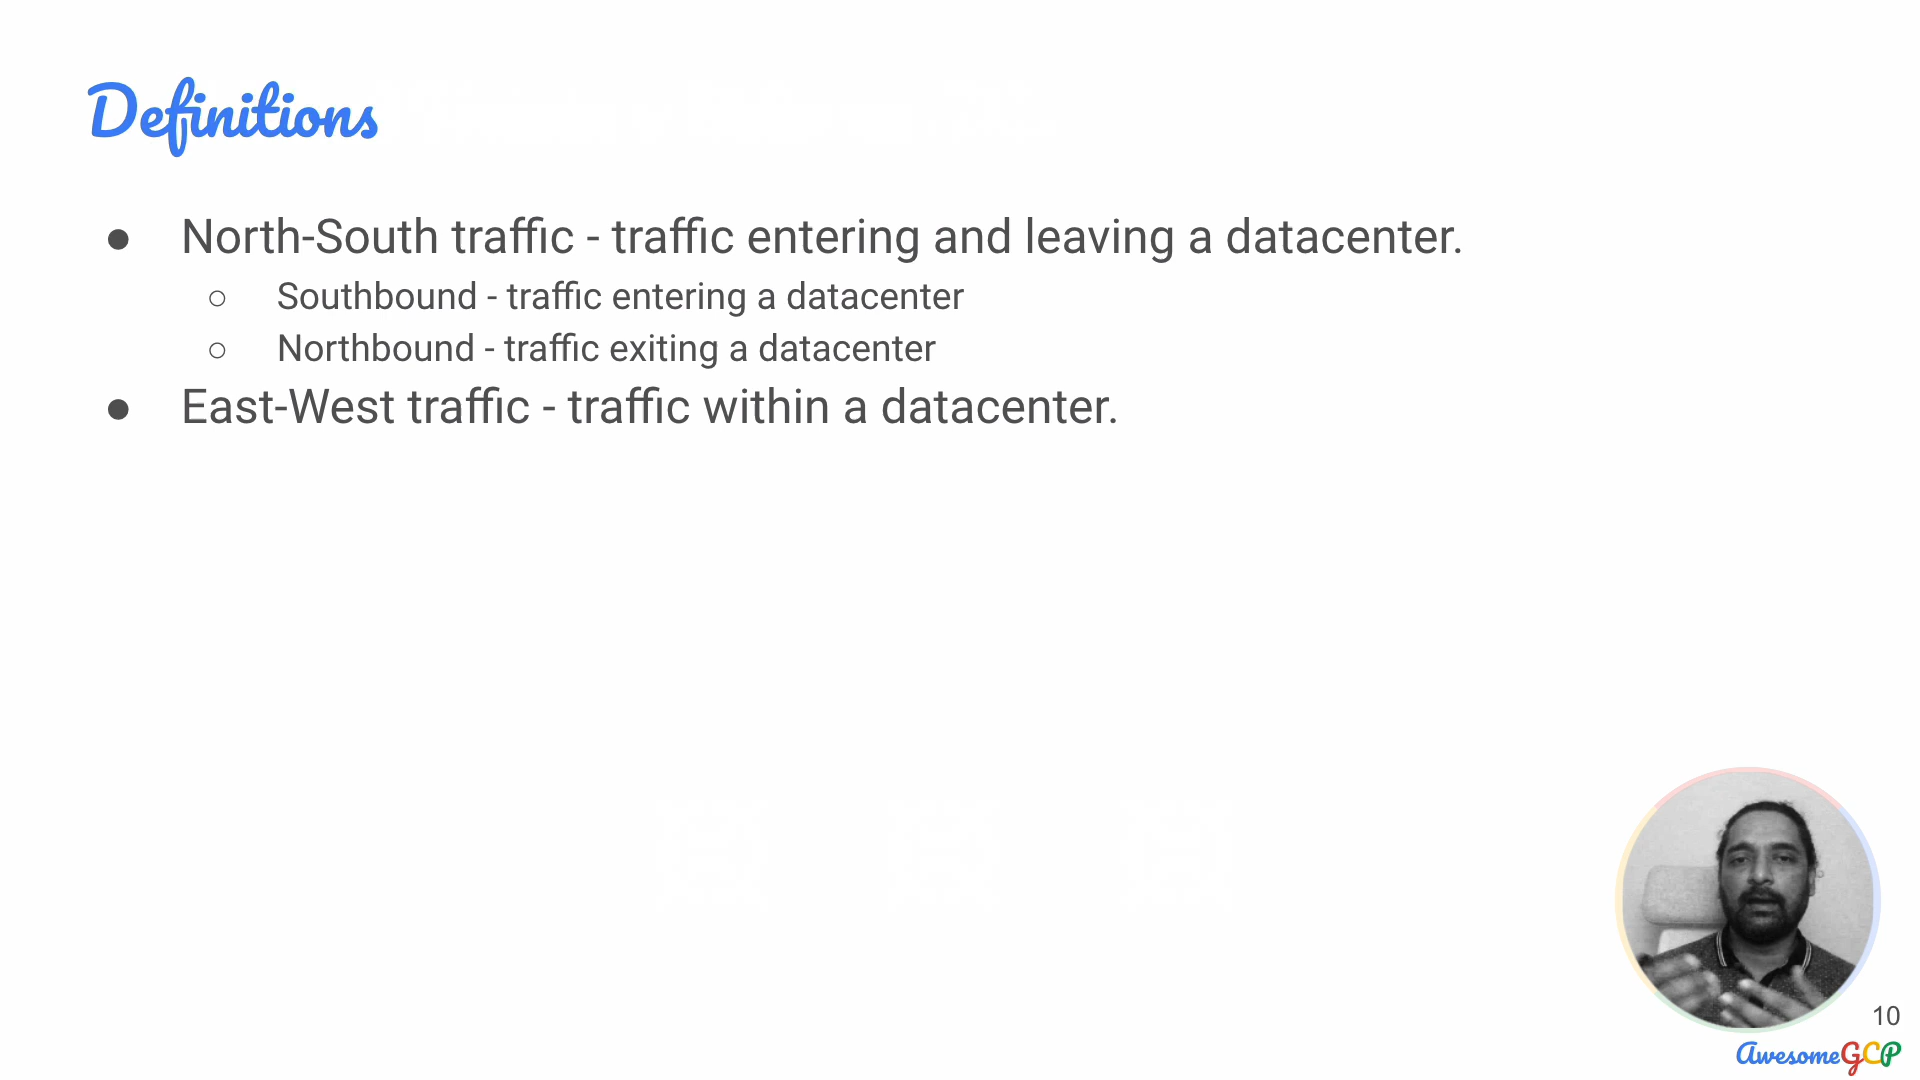 Definitions
● North-South traffic - traffic entering and leaving a datacenter.
○ Southbound - traffic entering a datacenter
○ Northbound - traffic exiting a datacenter
● East-West traffic - traffic within a datacenter.
10
AwesomeGCP